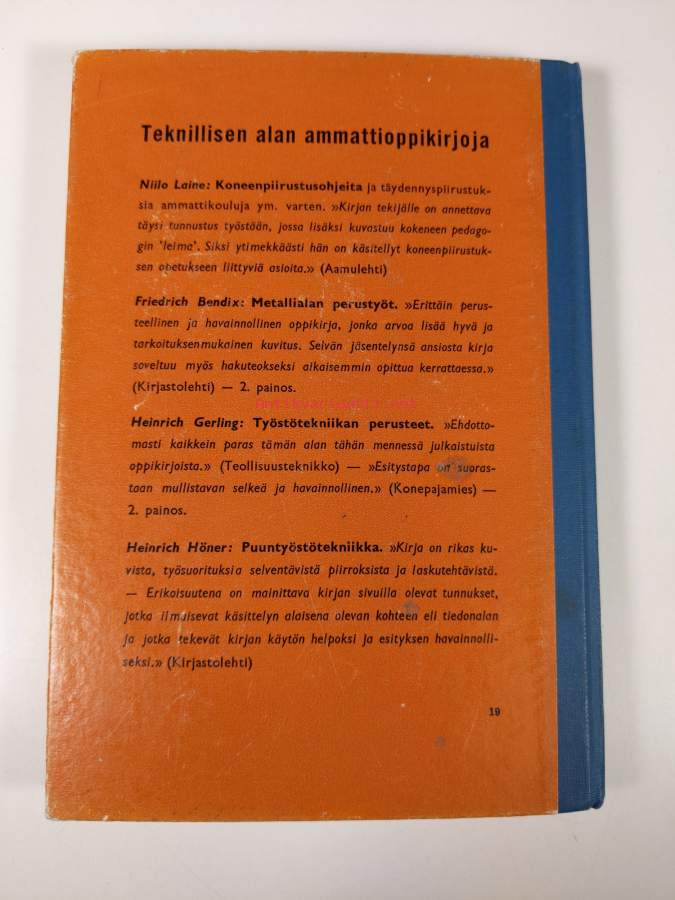 Teknillisen alan ammattioppikirjoja
Niilo Laine: Koneenpiirustusohjeita ja täydennyspiirustuk-
sia ammattikouluja ym. varten. »Kirjan tekijälle on annettava
täysi tunnustus työstään, jossa lisäksi kuvastuu kokeneen pedago-
gin 'leima'. Siksi ytimekkäästi hän on käsitellyt koneenpiirustuk-
sen opetukseen liittyviä asioita.» (Aamulehti)
Friedrich Bendix: Metallialan perustyöt. »Erittäin perus-
teellinen ja havainnollinen oppikirja, jonka arvoa lisää hyvä ja
tarkoituksenmukainen kuvitus. Selvän jäsentelynsä ansiosta kirja
soveltuu myös hakuteokseksi aikaisemmin opittua kerrattaessa.»
(Kirjastolehti) — 2. painos.
Antikvariaatit.net
Heinrich Gerling: Työstötekniikan perusteet. »Ehdotto-
masti kaikkein paras tämän alan tähän mennessä julkaistuista
oppikirjoista.» (Teollisuusteknikko) — »Esitystapa on suoras-
taan mullistavan selkeä ja havainnollinen.» (Konepajamies) —
2. painos.
Heinrich Höner: Puuntyöstötekniikka. »Kirja on rikas ku-
vista, työsuorituksia selventävistä piirroksista ja laskutehtävistä.
— Erikoisuutena on mainittava kirjan sivuilla olevat tunnukset,
jotka ilmaisevat käsittelyn alaisena olevan kohteen eli tiedonalan
ja jotka tekevät kirjan käytön helpoksi ja esityksen havainnolli-
seksi.» (Kirjastolehti)
19